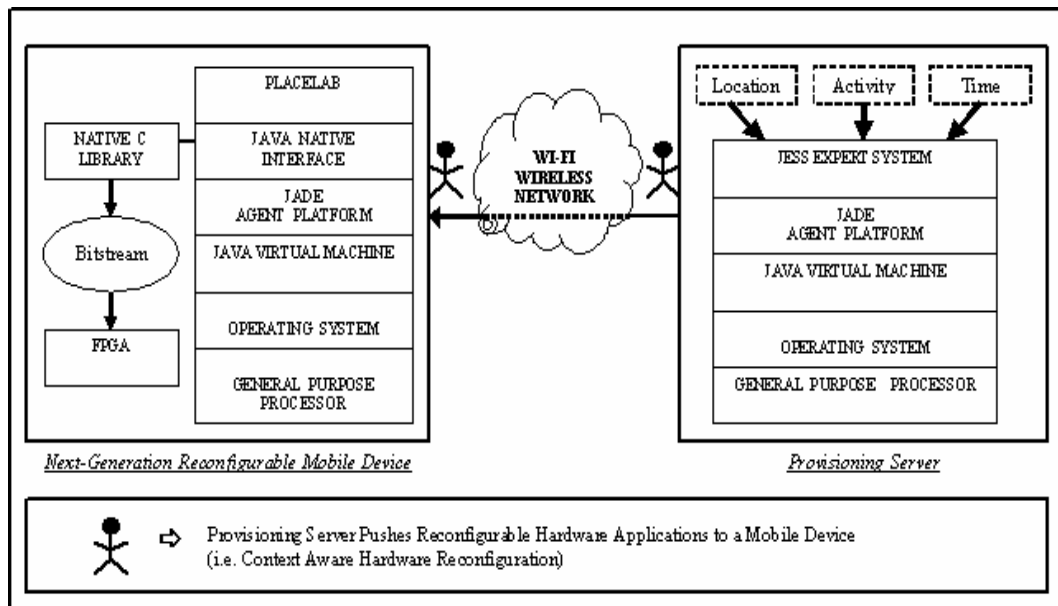 PLACELAB
NATIVE C
LIBRARY
JAVA NATIVE
INTERFACE
JADE
AGENT PLATFORM
Bitstream
JAVA VIRTUAL MACHINE
FPGA
OPERATING SYSTEM
GENERAL PURPOSE
PROCESSOR
Next-Generation Reconfigurable Mobile Device
WI-FI
WIRELESS
NETWORK
Location
Activity
Time
JESS EXPERT SYSTEM
JADE
AGENT PLATFORM
JAVA VIRTUAL MACHINE
OPERATING SYSTEM
GENERAL PURPOSE PROCESSOR
Provisioning Server
Provisioning Server Pushes Reconfigurable Hardware Applications to a Mobile Device
(i.e. Context Aware Hardware Reconfiguration)